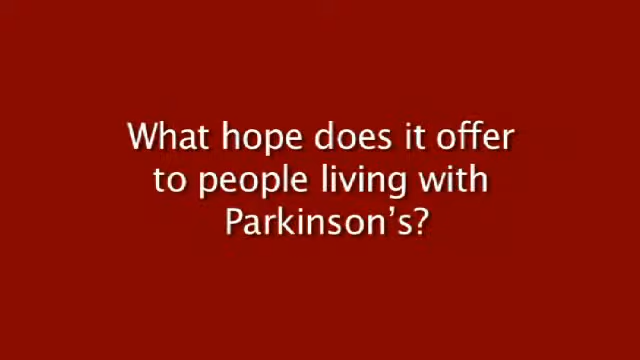 What hope does it offer
to people living with
Parkinson’s?